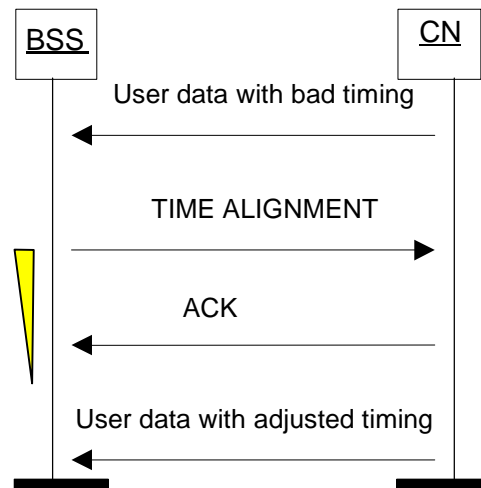 BSS
CN
User data with bad timing
TIME ALIGNMENT
ACK
User data with adjusted timing